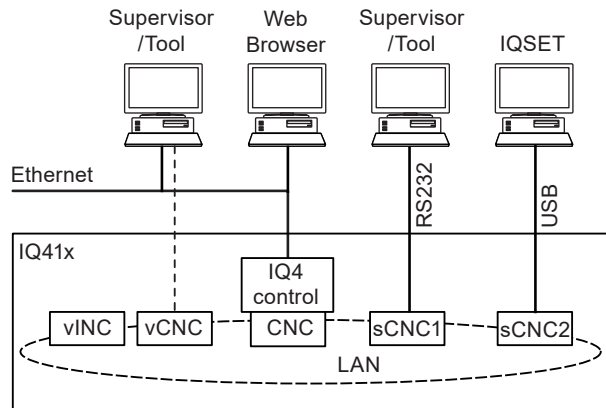 Supervisor
/Tool
Web
Browser
Supervisor
/Tool
IQSET
Ethernet
RS232
USB
IQ41x
IQ4
control
vINC
vCNC
CNC
sCNC1
sCNC2
LAN